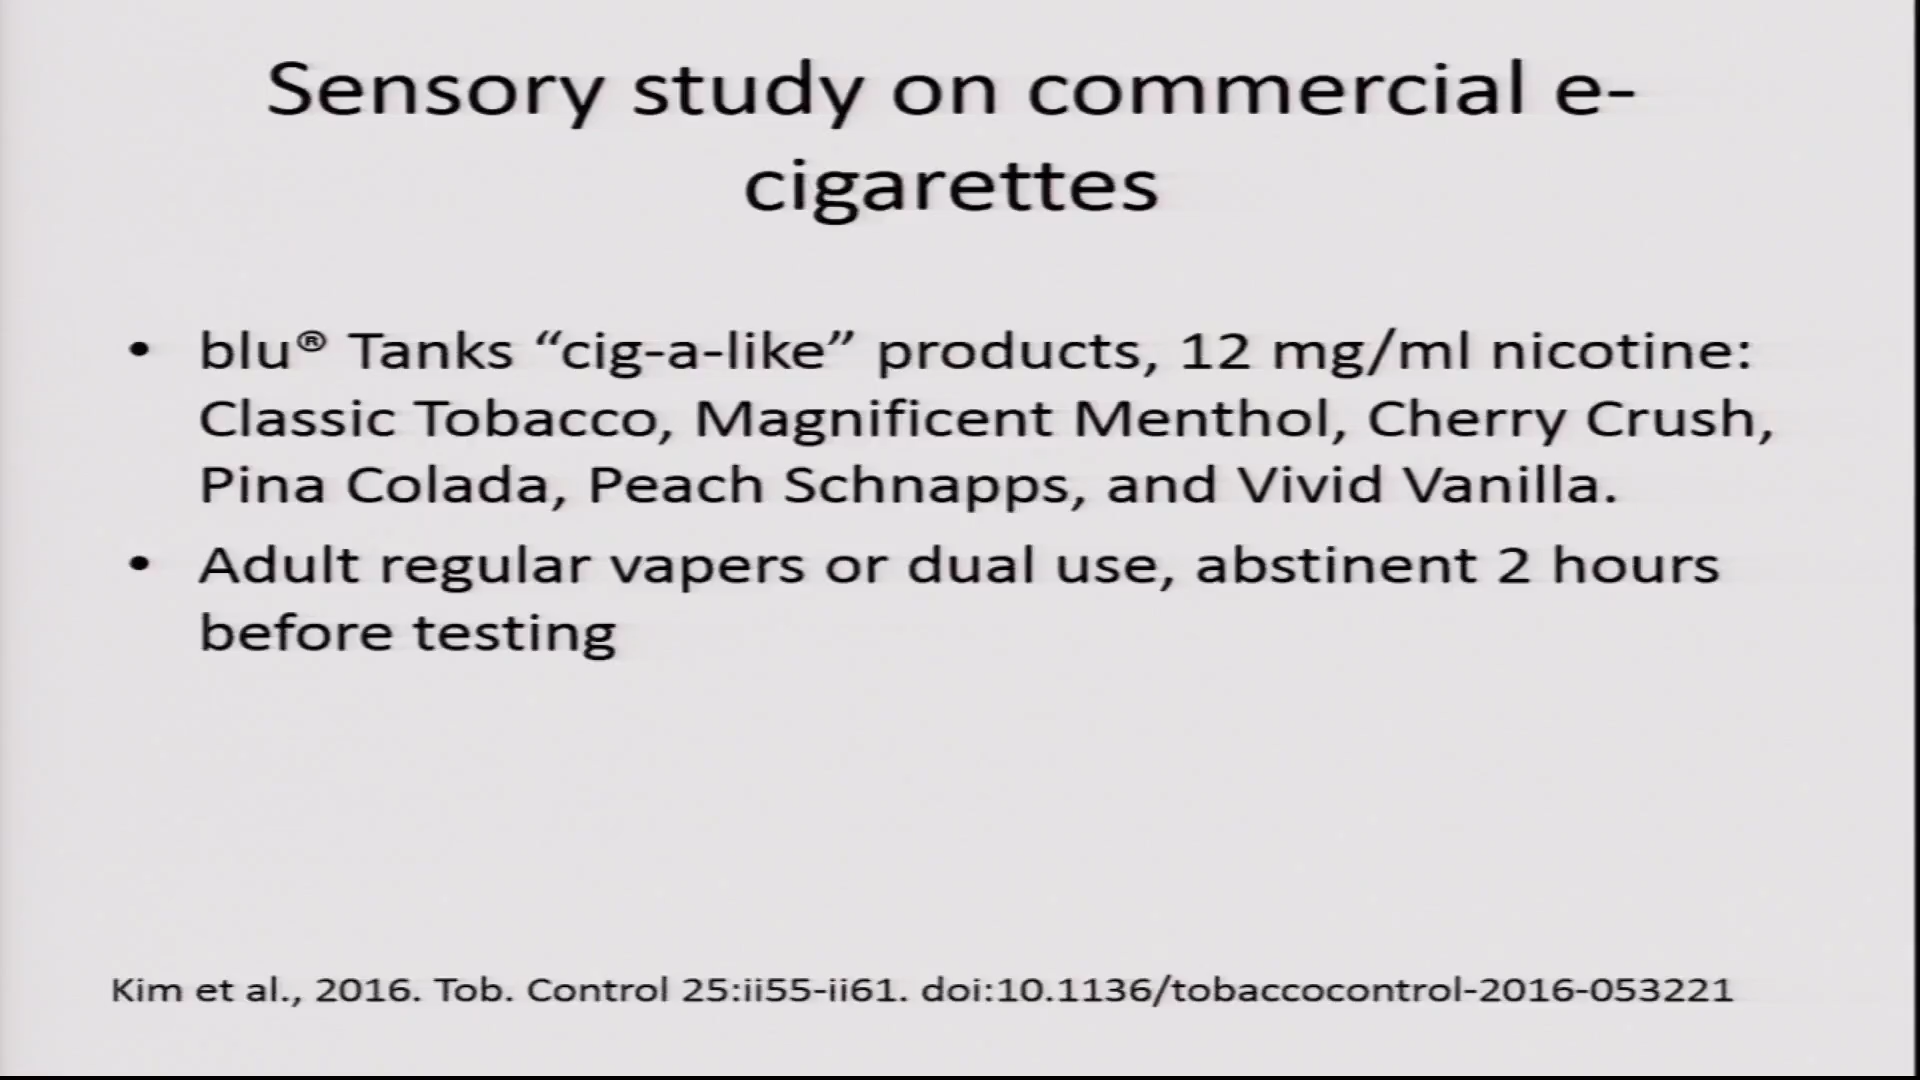 Sensory study on commercial e-
cigarettes
• blu® Tanks “cig-a-like” products, 12 mg/ml nicotine:
Classic Tobacco, Magnificent Menthol, Cherry Crush,
Pina Colada, Peach Schnapps, and Vivid Vanilla.
• Adult regular vapers or dual use, abstinent 2 hours
before testing
Kim et al., 2016. Tob. Control 25:ii55-ii61. doi:10.1136/tobaccocontrol-2016-053221